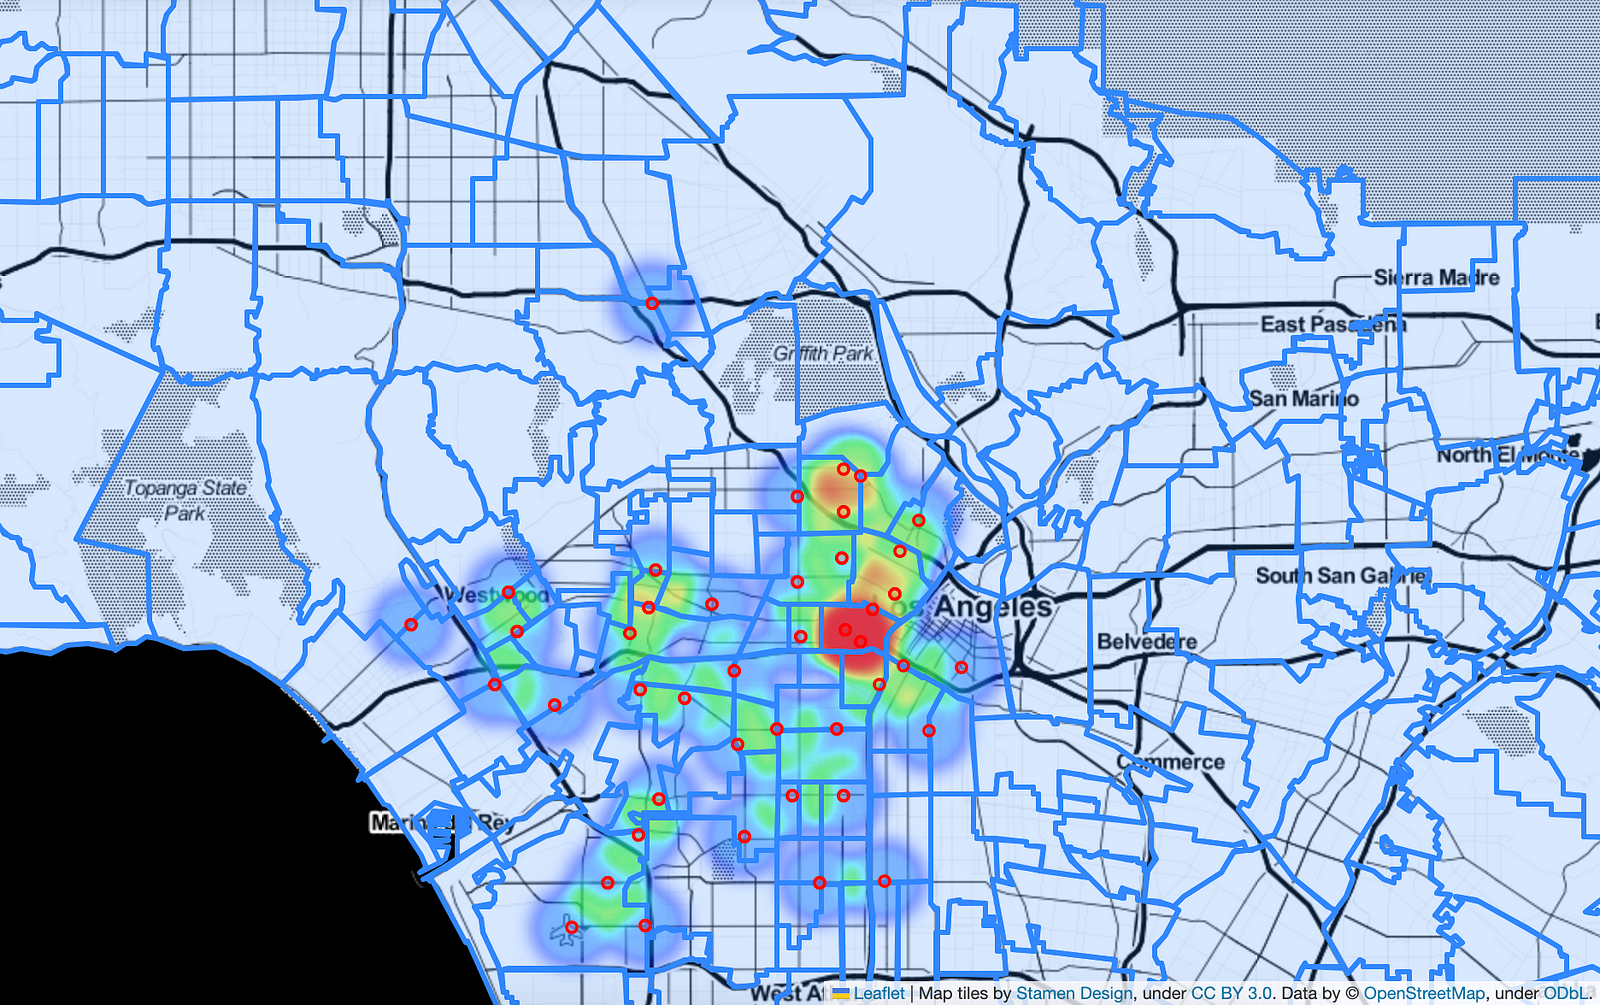 Sierra Madre
East Pasadena
Griffith Park
San Marino
North El Monte
Topanga State
Park
Westwood
South San Gabriel
Los Angeles
Belvedere
Commerce
Marina del Rey
West At
Leaflet | Map tiles by Stamen Design, under CC BY 3.0. Data by © OpenStreetMap, under ODbL.